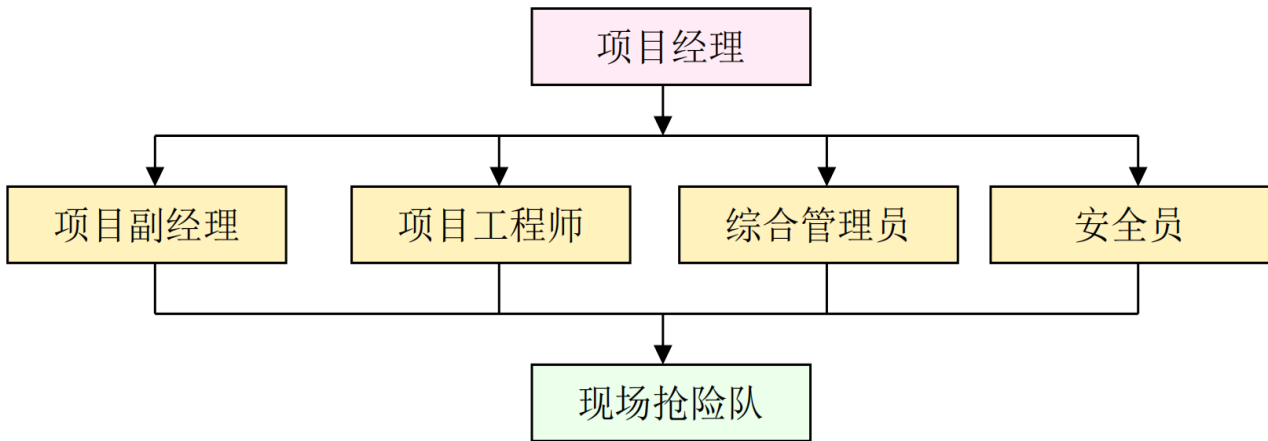 项目经理
项目副经理
项目工程师
综合管理员
安全员
现场抢险队